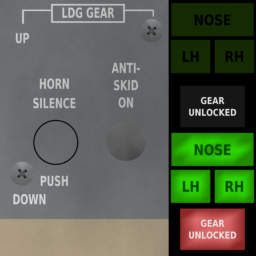 LDG GEAR
UP
HORN
SILENCE
ANTI-
SKID
ON
PUSH
DOWN
NOSE
LH RH
GEAR
UNLOCKED
NOSE
LH RH
GEAR
UNLOCKED